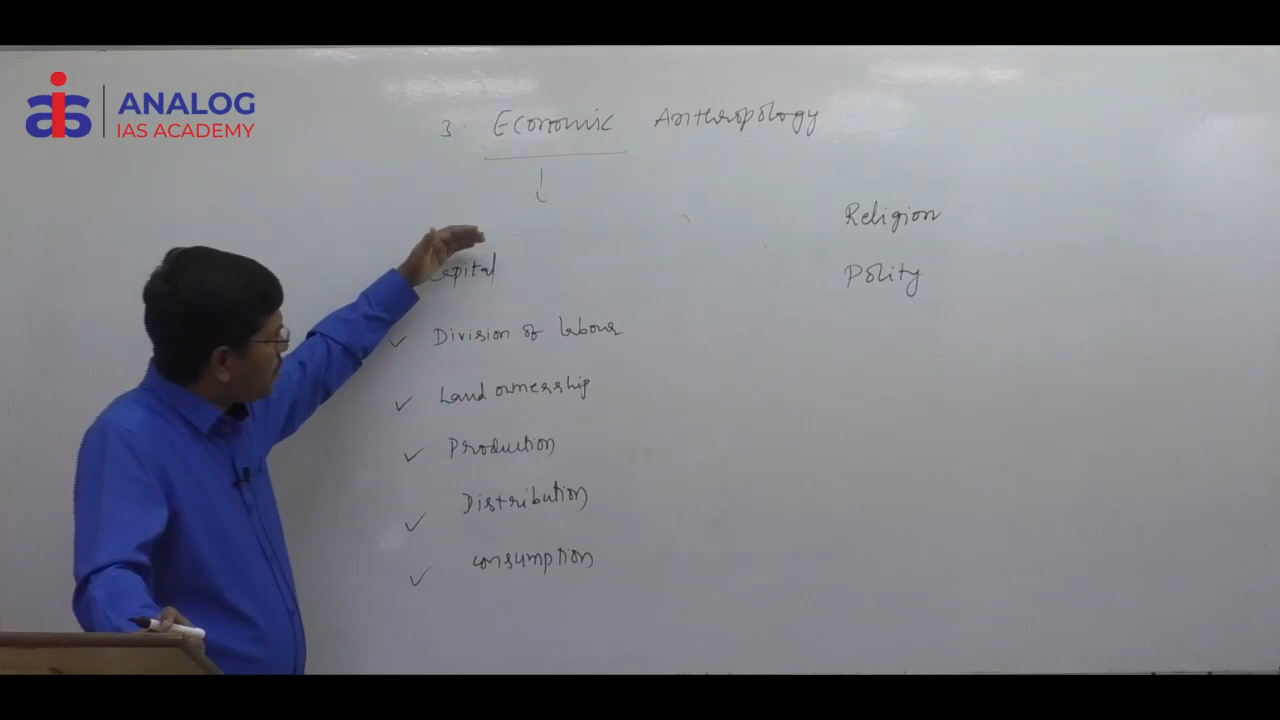 ANALOG
IAS ACADEMY
3. Economic Anthropology
Religion
Capital
Polity
Division of labour
Land ownership
Production
Distribution
consumption